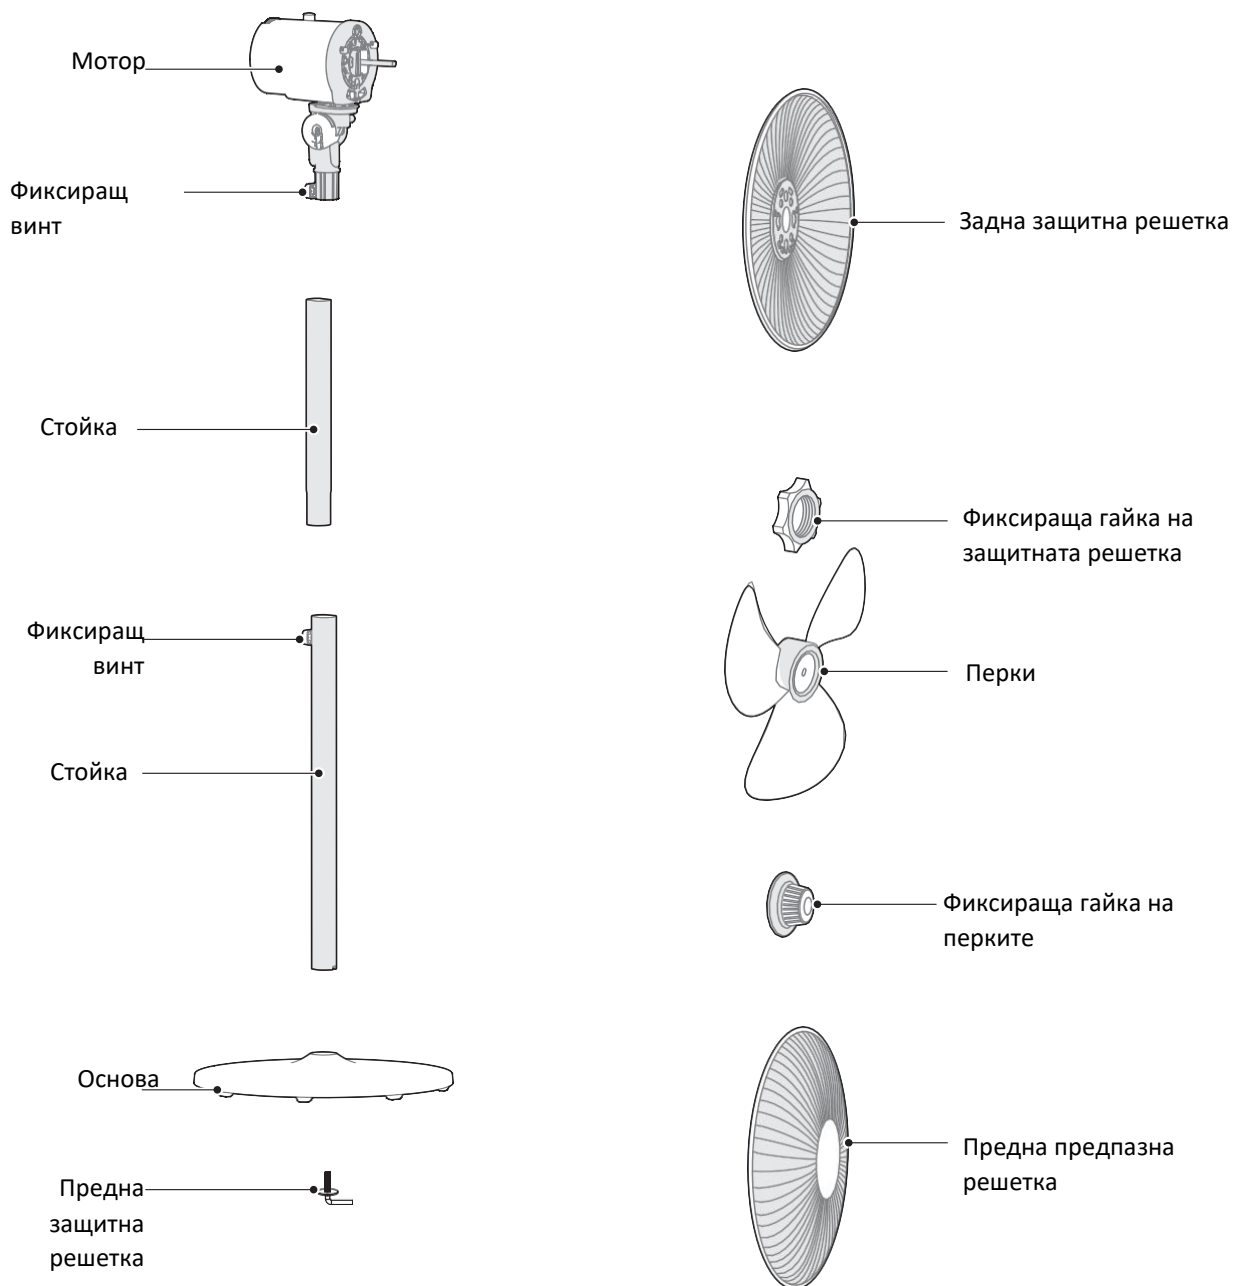 Мотор
Фиксиращ
винт
Стойка
Фиксиращ
винт
Стойка
Основа
Предна
защитна
решетка
Задна защитна решетка
Фиксираща гайка на
защитната решетка
Перки
Фиксираща гайка на
перките
Предна предпазна
решетка